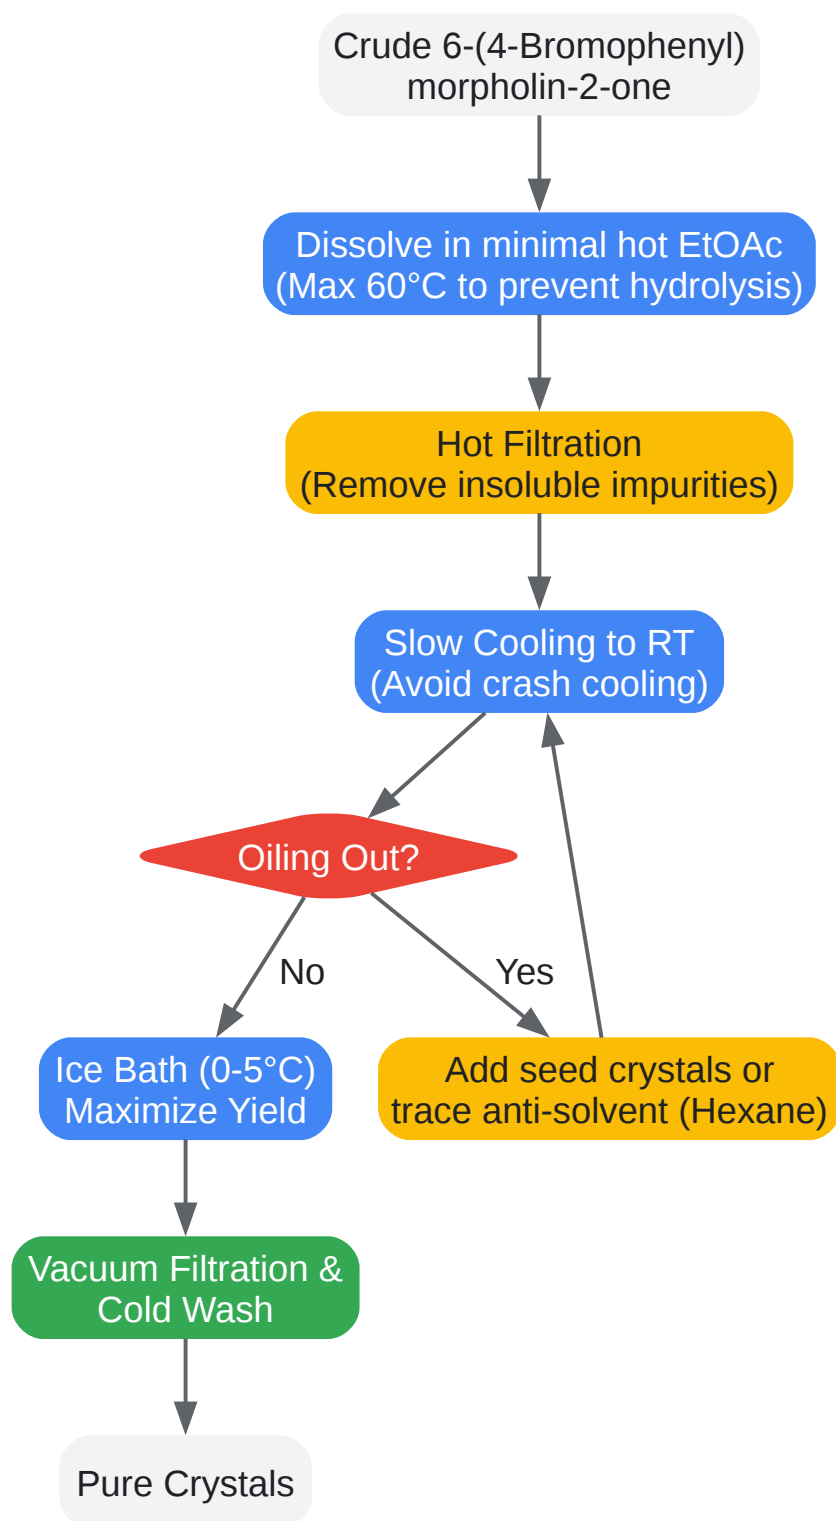 Crude 6-(4-Bromophenyl)
morpholin-2-one
Dissolve in minimal hot EtOAc
(Max 60°C to prevent hydrolysis)
Hot Filtration
(Remove insoluble impurities)
Slow Cooling to RT
(Avoid crash cooling)
Oiling Out?
No
Yes
Ice Bath (0-5°C)
Maximize Yield
Add seed crystals or
trace anti-solvent (Hexane)
Vacuum Filtration &
Cold Wash
Pure Crystals